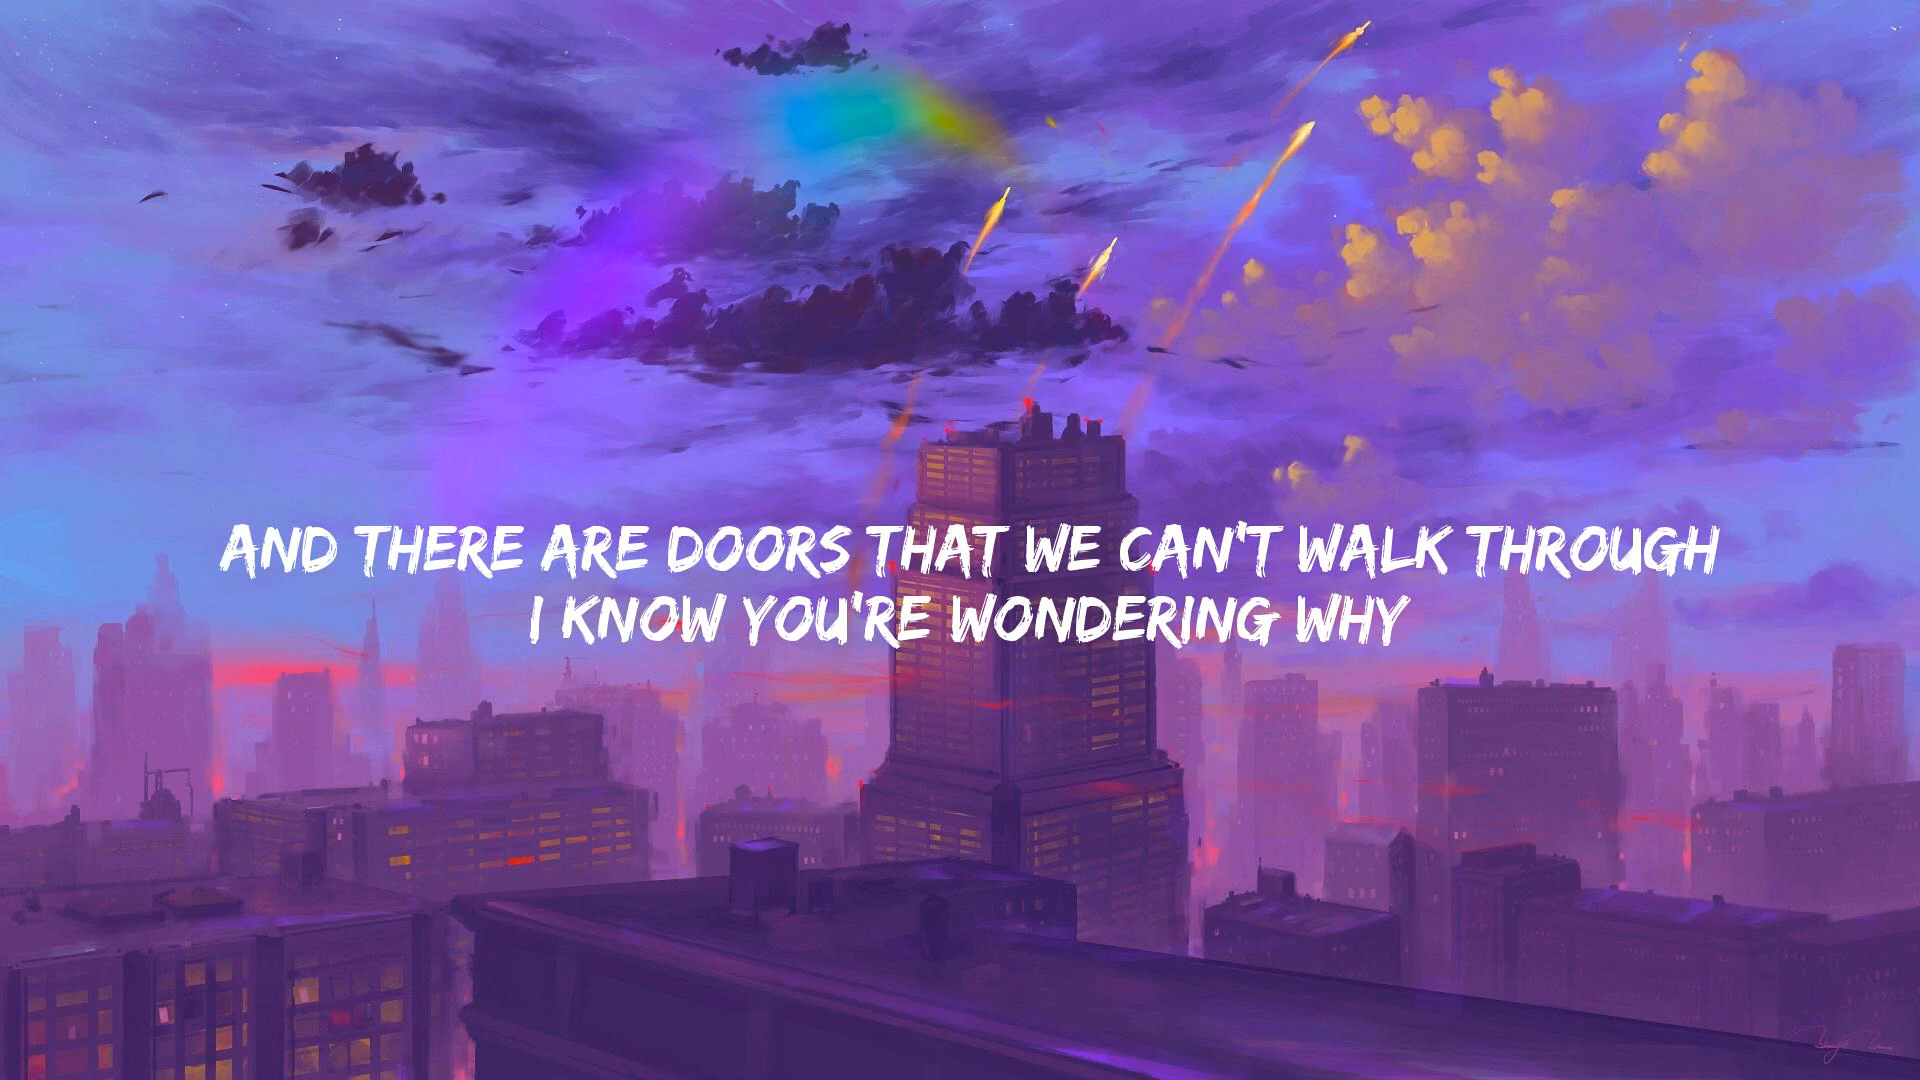 AND THERE ARE DOORS THAT WE CAN'T WALK THROUGH
I KNOW YOU'RE WONDERING WHY